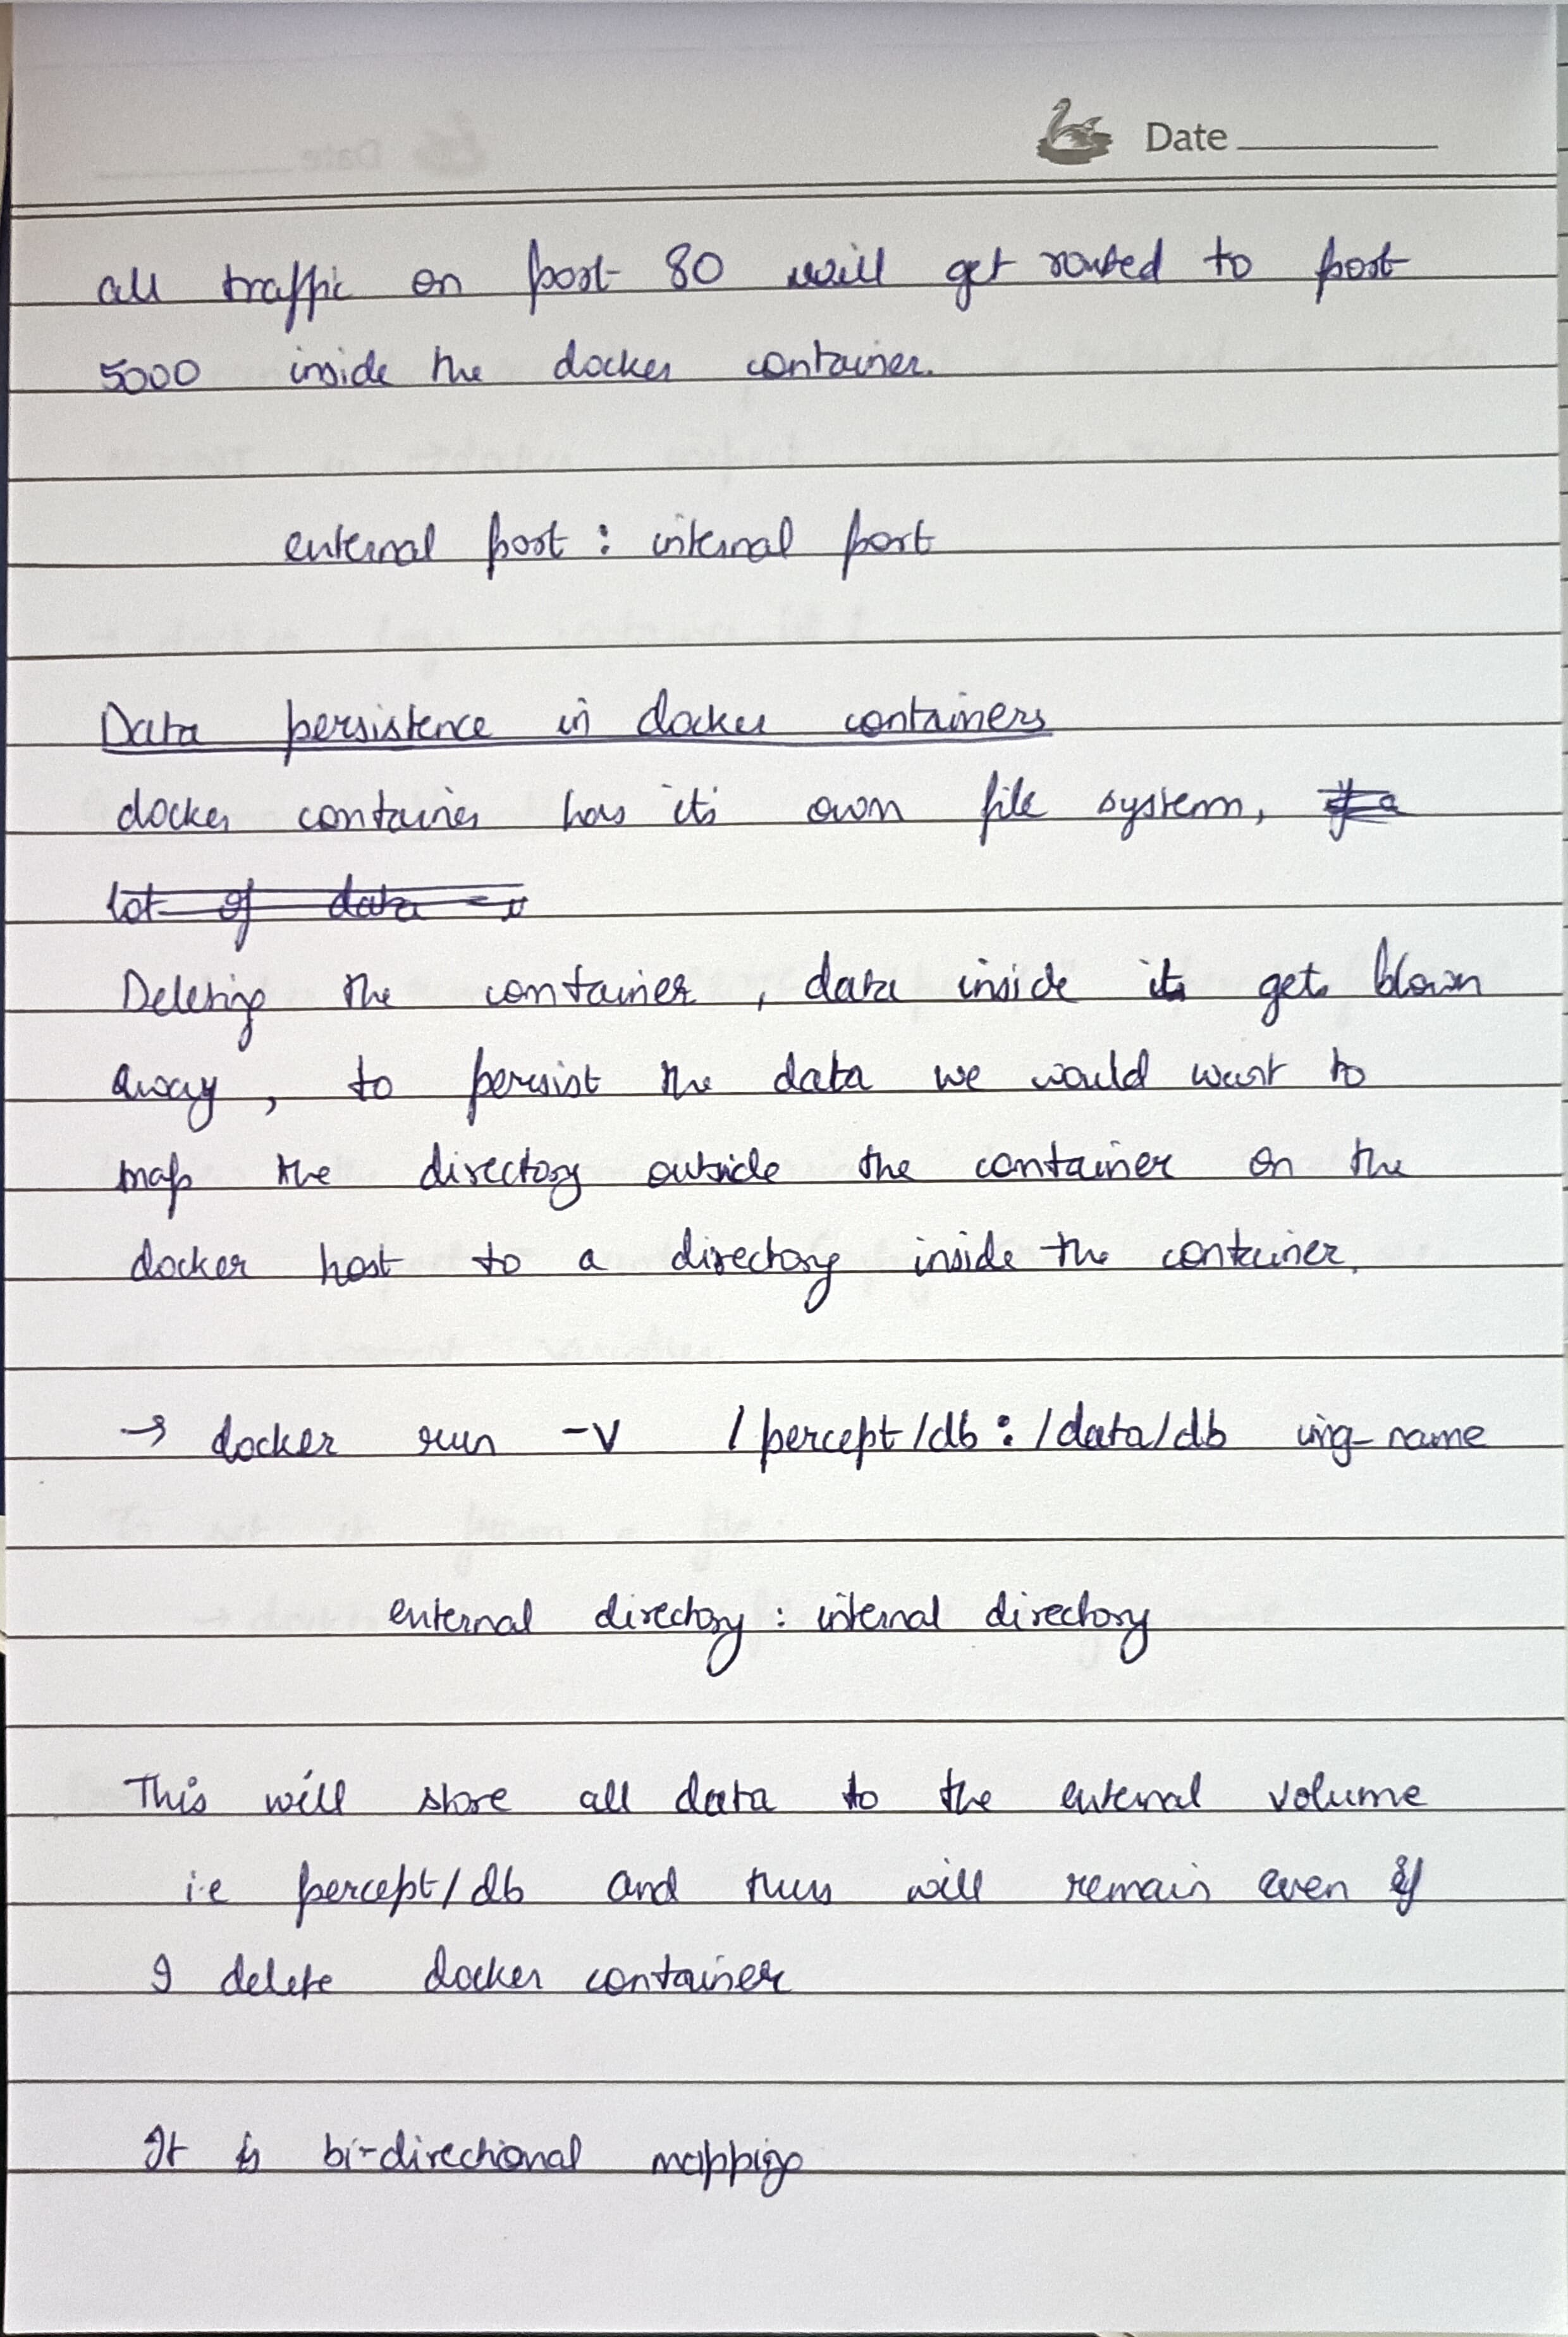 Date
all traffic on port 80 will get routed to port
5000 inside the docker container.
external port : internal port
Data persistence in docker containers
docker container has its own file system, if a
lot of data
Deleting the container , data inside it gets blown
away , to persist the data we would want to
map the directory outside the container on the
docker host to a directory inside the container.
→ docker run -v /percept/db:/data/db img-name
external directory : internal directory
This will store all data to the external volume
i.e percept/db and thus will remain even if
I delete docker container
It is bi-directional mapping